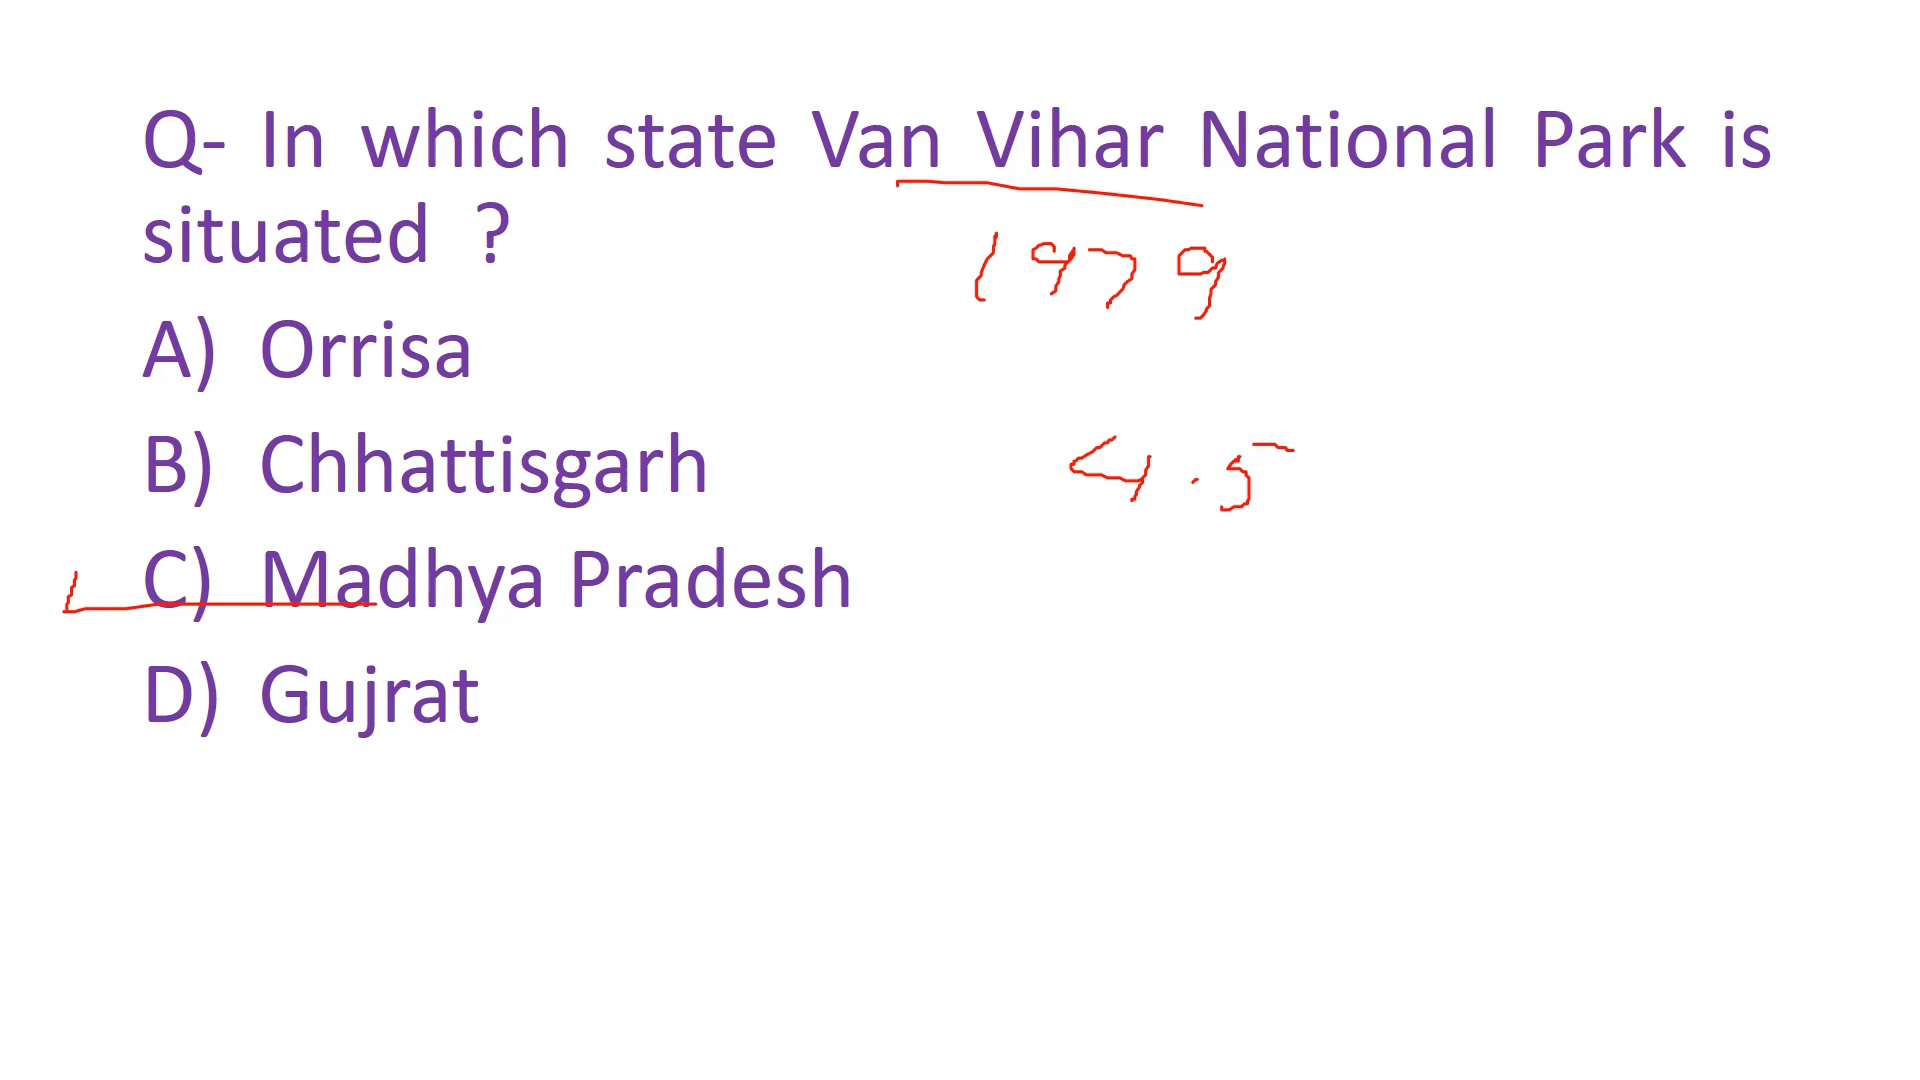 Q- In which state Van Vihar National Park is
situated ?
1979
A) Orrisa
B) Chhattisgarh
4.5
C) Madhya Pradesh
D) Gujrat